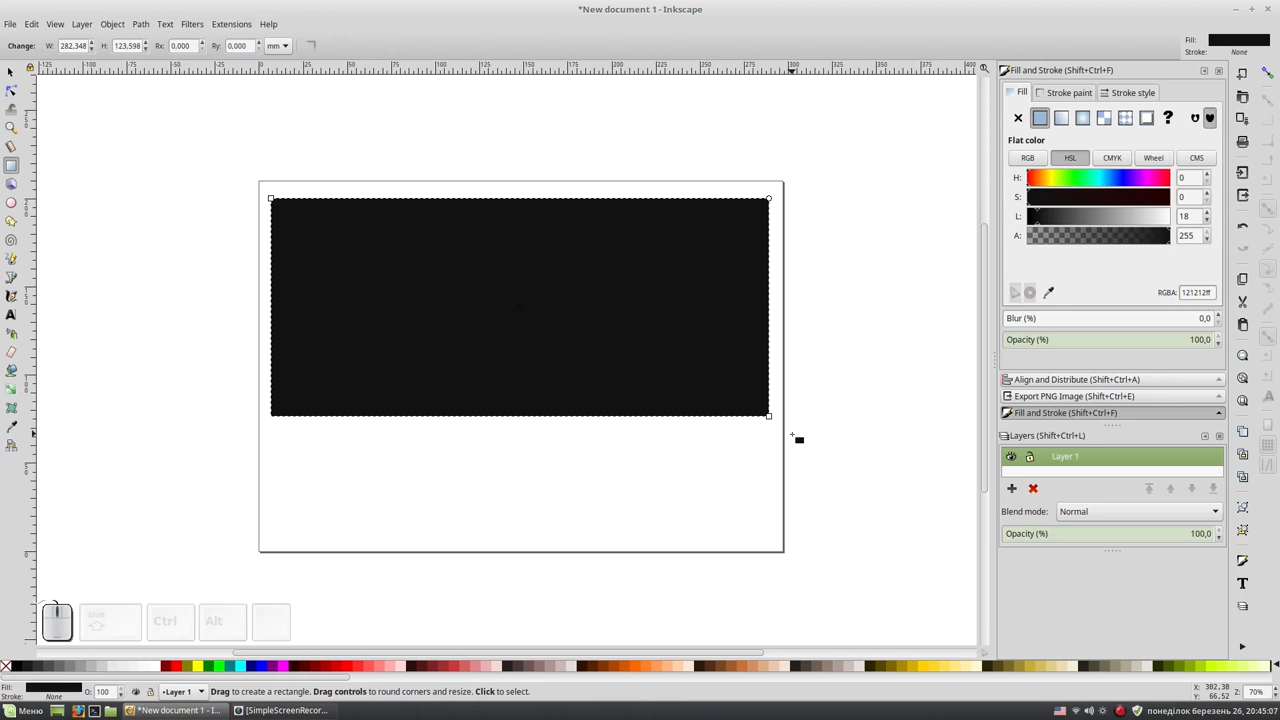 *New document 1 - Inkscape
File Edit View Layer Object Path Text Filters Extensions Help
Change: W: 282,348 H: 123,598 Rx: 0,000 Ry: 0,000 mm
Fill:
Stroke: None
Fill and Stroke (Shift+Ctrl+F)
Fill Stroke paint Stroke style
?
Flat color
RGB HSL CMYK Wheel CMS
H: 0
S: 0
L: 18
A: 255
RGBA: 121212ff
Blur (%) 0,0
Opacity (%) 100,0
Align and Distribute (Shift+Ctrl+A)
Export PNG Image (Shift+Ctrl+E)
Fill and Stroke (Shift+Ctrl+F)
Layers (Shift+Ctrl+L)
Layer 1
Blend mode: Normal
Opacity (%) 100,0
Shift
Ctrl
Alt
Fill:
Stroke: None
O: 100
•Layer 1
Drag to create a rectangle. Drag controls to round corners and resize. Click to select.
X: 302,38
Y: 66,52
Z: 70%
Меню
*New document 1 - I...
[SimpleScreenRecor...
понеділок березень 26, 20:45:07